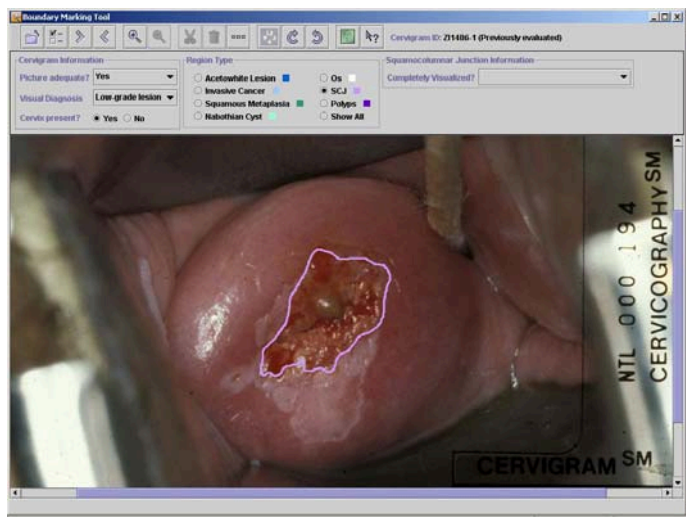 Boundary Marking Tool
Cervigram ID: Z11486-1 (Previously evaluated)
Cervigram Information
Picture adequate? Yes
Visual Diagnosis Low-grade lesion
Cervix present? Yes No
Region Type
Acetowhite Lesion
Invasive Cancer
Squamous Metaplasia
Nabothian Cyst
Os
SCJ
Polyps
Show All
Squamocolumnar Junction Information
Completely Visualized?
NTL 000 194
CERVICOGRAPHY SM
CERVIGRAM SM